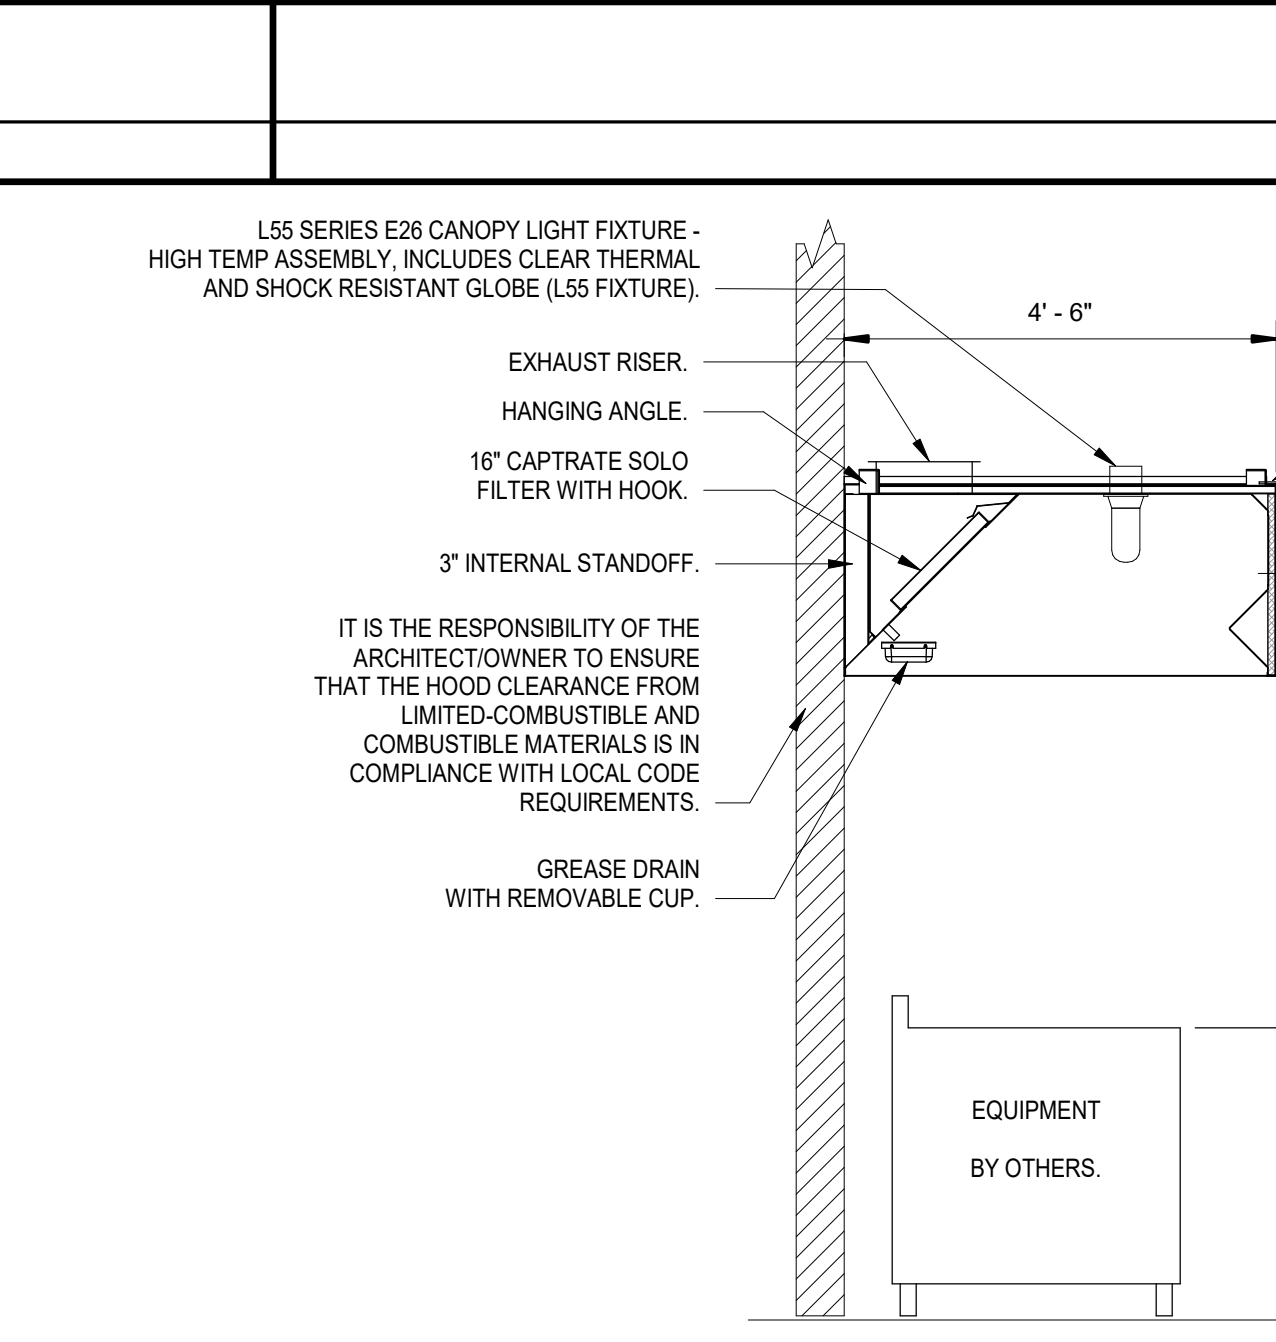 L55 SERIES E26 CANOPY LIGHT FIXTURE -
HIGH TEMP ASSEMBLY, INCLUDES CLEAR THERMAL
AND SHOCK RESISTANT GLOBE (L55 FIXTURE).
4' - 6"
EXHAUST RISER.
HANGING ANGLE.
16" CAPTRATE SOLO
FILTER WITH HOOK.
3" INTERNAL STANDOFF.
IT IS THE RESPONSIBILITY OF THE
ARCHITECT/OWNER TO ENSURE
THAT THE HOOD CLEARANCE FROM
LIMITED-COMBUSTIBLE AND
COMBUSTIBLE MATERIALS IS IN
COMPLIANCE WITH LOCAL CODE
REQUIREMENTS.
GREASE DRAIN
WITH REMOVABLE CUP.
EQUIPMENT
BY OTHERS.